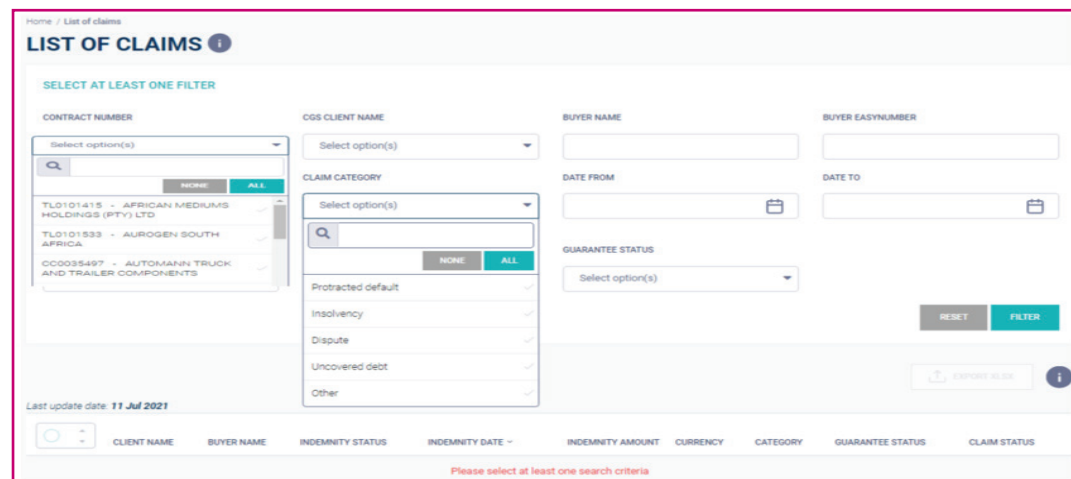 Home / List of claims
LIST OF CLAIMS i
SELECT AT LEAST ONE FILTER
CONTRACT NUMBER
CGS CLIENT NAME
BUYER NAME
BUYER EASYNUMBER
Select option(s)
Select option(s)
NONE
ALL
TL0101415 - AFRICAN MEDIUMS
HOLDINGS (PTY) LTD
TL0101533 - AUROGEN SOUTH
AFRICA
CC0035497 - AUTOMANN TRUCK
AND TRAILER COMPONENTS
CLAIM CATEGORY
DATE FROM
DATE TO
Select option(s)
NONE
ALL
Protracted default
Insolvency
Dispute
Uncovered debt
Other
GUARANTEE STATUS
Select option(s)
RESET
FILTER
EXPORT XLSX
i
Last update date: 11 Jul 2021
CLIENT NAME
BUYER NAME
INDEMNITY STATUS
INDEMNITY DATE
INDEMNITY AMOUNT
CURRENCY
CATEGORY
GUARANTEE STATUS
CLAIM STATUS
Please select at least one search criteria